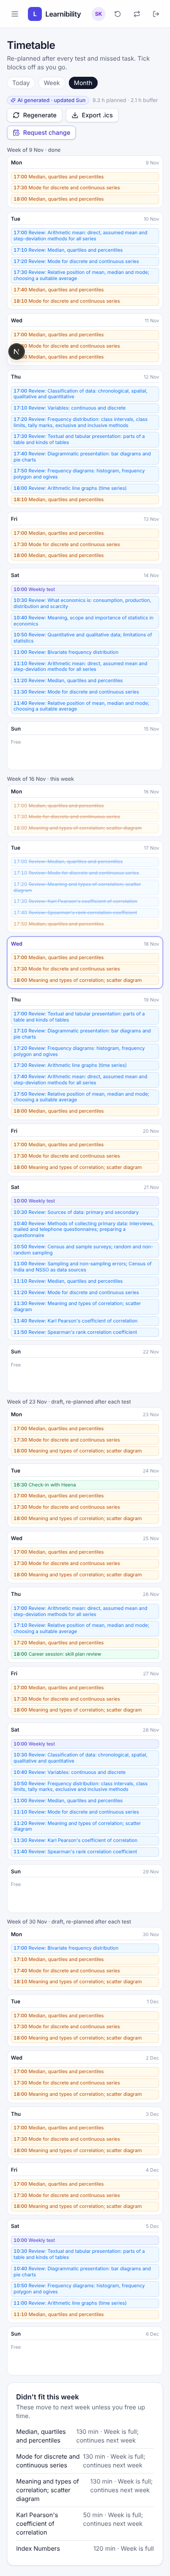 L Learnibility SK
Timetable
Replanned after every test and missed task. Tick
blocks off as you go.
Today Week Month
AI generated · updated Sun 9.3 h planned · 2.1 h buffer
Regenerate Export .ics
Request change
Week of 9 Nov · done
Mon 9 Nov
17:00 Median, quartiles and percentiles
17:30 Mode for discrete and continuous series
18:00 Median, quartiles and percentiles
Tue 10 Nov
17:00 Review: Arithmetic mean: direct, assumed mean and
step-deviation methods for all series
17:10 Review: Median, quartiles and percentiles
17:20 Review: Mode for discrete and continuous series
17:30 Review: Relative position of mean, median and mode;
choosing a suitable average
17:40 Median, quartiles and percentiles
18:10 Mode for discrete and continuous series
Wed 11 Nov
17:00 Median, quartiles and percentiles
N
Mode for discrete and continuous series
Median, quartiles and percentiles
Thu 12 Nov
17:00 Review: Classification of data: chronological, spatial,
qualitative and quantitative
17:10 Review: Variables: continuous and discrete
17:20 Review: Frequency distribution: class intervals, class
limits, tally marks, exclusive and inclusive methods
17:30 Review: Textual and tabular presentation: parts of a
table and kinds of tables
17:40 Review: Diagrammatic presentation: bar diagrams and
pie charts
17:50 Review: Frequency diagrams: histogram, frequency
polygon and ogives
18:00 Review: Arithmetic line graphs (time series)
18:10 Median, quartiles and percentiles
Fri 13 Nov
17:00 Median, quartiles and percentiles
17:30 Mode for discrete and continuous series
18:00 Median, quartiles and percentiles
Sat 14 Nov
10:00 Weekly test
10:30 Review: What economics is: consumption, production,
distribution and scarcity
10:40 Review: Meaning, scope and importance of statistics in
economics
10:50 Review: Quantitative and qualitative data; limitations of
statistics
11:00 Review: Bivariate frequency distribution
11:10 Review: Arithmetic mean: direct, assumed mean and
step-deviation methods for all series
11:20 Review: Median, quartiles and percentiles
11:30 Review: Mode for discrete and continuous series
11:40 Review: Relative position of mean, median and mode;
choosing a suitable average
Sun 15 Nov
Free
Week of 16 Nov · this week
Mon 16 Nov
17:00 Median, quartiles and percentiles
17:30 Mode for discrete and continuous series
18:00 Meaning and types of correlation; scatter diagram
Tue 17 Nov
17:00 Review: Median, quartiles and percentiles
17:10 Review: Mode for discrete and continuous series
17:20 Review: Meaning and types of correlation; scatter
diagram
17:30 Review: Karl Pearson's coefficient of correlation
17:40 Review: Spearman's rank correlation coefficient
17:50 Median, quartiles and percentiles
Wed 18 Nov
17:00 Median, quartiles and percentiles
17:30 Mode for discrete and continuous series
18:00 Meaning and types of correlation; scatter diagram
Thu 19 Nov
17:00 Review: Textual and tabular presentation: parts of a
table and kinds of tables
17:10 Review: Diagrammatic presentation: bar diagrams and
pie charts
17:20 Review: Frequency diagrams: histogram, frequency
polygon and ogives
17:30 Review: Arithmetic line graphs (time series)
17:40 Review: Arithmetic mean: direct, assumed mean and
step-deviation methods for all series
17:50 Review: Relative position of mean, median and mode;
choosing a suitable average
18:00 Median, quartiles and percentiles
Fri 20 Nov
17:00 Median, quartiles and percentiles
17:30 Mode for discrete and continuous series
18:00 Meaning and types of correlation; scatter diagram
Sat 21 Nov
10:00 Weekly test
10:30 Review: Sources of data: primary and secondary
10:40 Review: Methods of collecting primary data: interviews,
mailed and telephone questionnaires; preparing a
questionnaire
10:50 Review: Census and sample surveys; random and non-
random sampling
11:00 Review: Sampling and non-sampling errors; Census of
India and NSSO as data sources
11:10 Review: Median, quartiles and percentiles
11:20 Review: Mode for discrete and continuous series
11:30 Review: Meaning and types of correlation; scatter
diagram
11:40 Review: Karl Pearson's coefficient of correlation
11:50 Review: Spearman's rank correlation coefficient
Sun 22 Nov
Free
Week of 23 Nov · draft, re-planned after each test
Mon 23 Nov
17:00 Median, quartiles and percentiles
17:30 Mode for discrete and continuous series
18:00 Meaning and types of correlation; scatter diagram
Tue 24 Nov
16:30 Check-in with Heena
17:00 Median, quartiles and percentiles
17:30 Mode for discrete and continuous series
18:00 Meaning and types of correlation; scatter diagram
Wed 25 Nov
17:00 Median, quartiles and percentiles
17:30 Mode for discrete and continuous series
18:00 Meaning and types of correlation; scatter diagram
Thu 26 Nov
17:00 Review: Arithmetic mean: direct, assumed mean and
step-deviation methods for all series
17:10 Review: Relative position of mean, median and mode;
choosing a suitable average
17:20 Median, quartiles and percentiles
18:00 Career session: skill plan review
Fri 27 Nov
17:00 Median, quartiles and percentiles
17:30 Mode for discrete and continuous series
18:00 Meaning and types of correlation; scatter diagram
Sat 28 Nov
10:00 Weekly test
10:30 Review: Classification of data: chronological, spatial,
qualitative and quantitative
10:40 Review: Variables: continuous and discrete
10:50 Review: Frequency distribution: class intervals, class
limits, tally marks, exclusive and inclusive methods
11:00 Review: Median, quartiles and percentiles
11:10 Review: Mode for discrete and continuous series
11:20 Review: Meaning and types of correlation; scatter
diagram
11:30 Review: Karl Pearson's coefficient of correlation
11:40 Review: Spearman's rank correlation coefficient
Sun 29 Nov
Free
Week of 30 Nov · draft, re-planned after each test
Mon 30 Nov
17:00 Review: Bivariate frequency distribution
17:10 Median, quartiles and percentiles
17:40 Mode for discrete and continuous series
18:10 Meaning and types of correlation; scatter diagram
Tue 1 Dec
17:00 Median, quartiles and percentiles
17:30 Mode for discrete and continuous series
18:00 Meaning and types of correlation; scatter diagram
Wed 2 Dec
17:00 Median, quartiles and percentiles
17:30 Mode for discrete and continuous series
18:00 Meaning and types of correlation; scatter diagram
Thu 3 Dec
17:00 Median, quartiles and percentiles
17:30 Mode for discrete and continuous series
18:00 Meaning and types of correlation; scatter diagram
Fri 4 Dec
17:00 Median, quartiles and percentiles
17:30 Mode for discrete and continuous series
18:00 Meaning and types of correlation; scatter diagram
Sat 5 Dec
10:00 Weekly test
10:30 Review: Textual and tabular presentation: parts of a
table and kinds of tables
10:40 Review: Diagrammatic presentation: bar diagrams and
pie charts
10:50 Review: Frequency diagrams: histogram, frequency
polygon and ogives
11:00 Review: Arithmetic line graphs (time series)
11:10 Median, quartiles and percentiles
Sun 6 Dec
Free
Didn't fit this week
These move to next week unless you free up
time.
Median, quartiles 130 min · Week is full;
and percentiles continues next week
Mode for discrete and 130 min · Week is full;
continuous series continues next week
Meaning and types of 130 min · Week is full;
correlation; scatter continues next week
diagram
Karl Pearson's 50 min · Week is full;
coefficient of continues next week
correlation
Index Numbers 120 min · Week is full